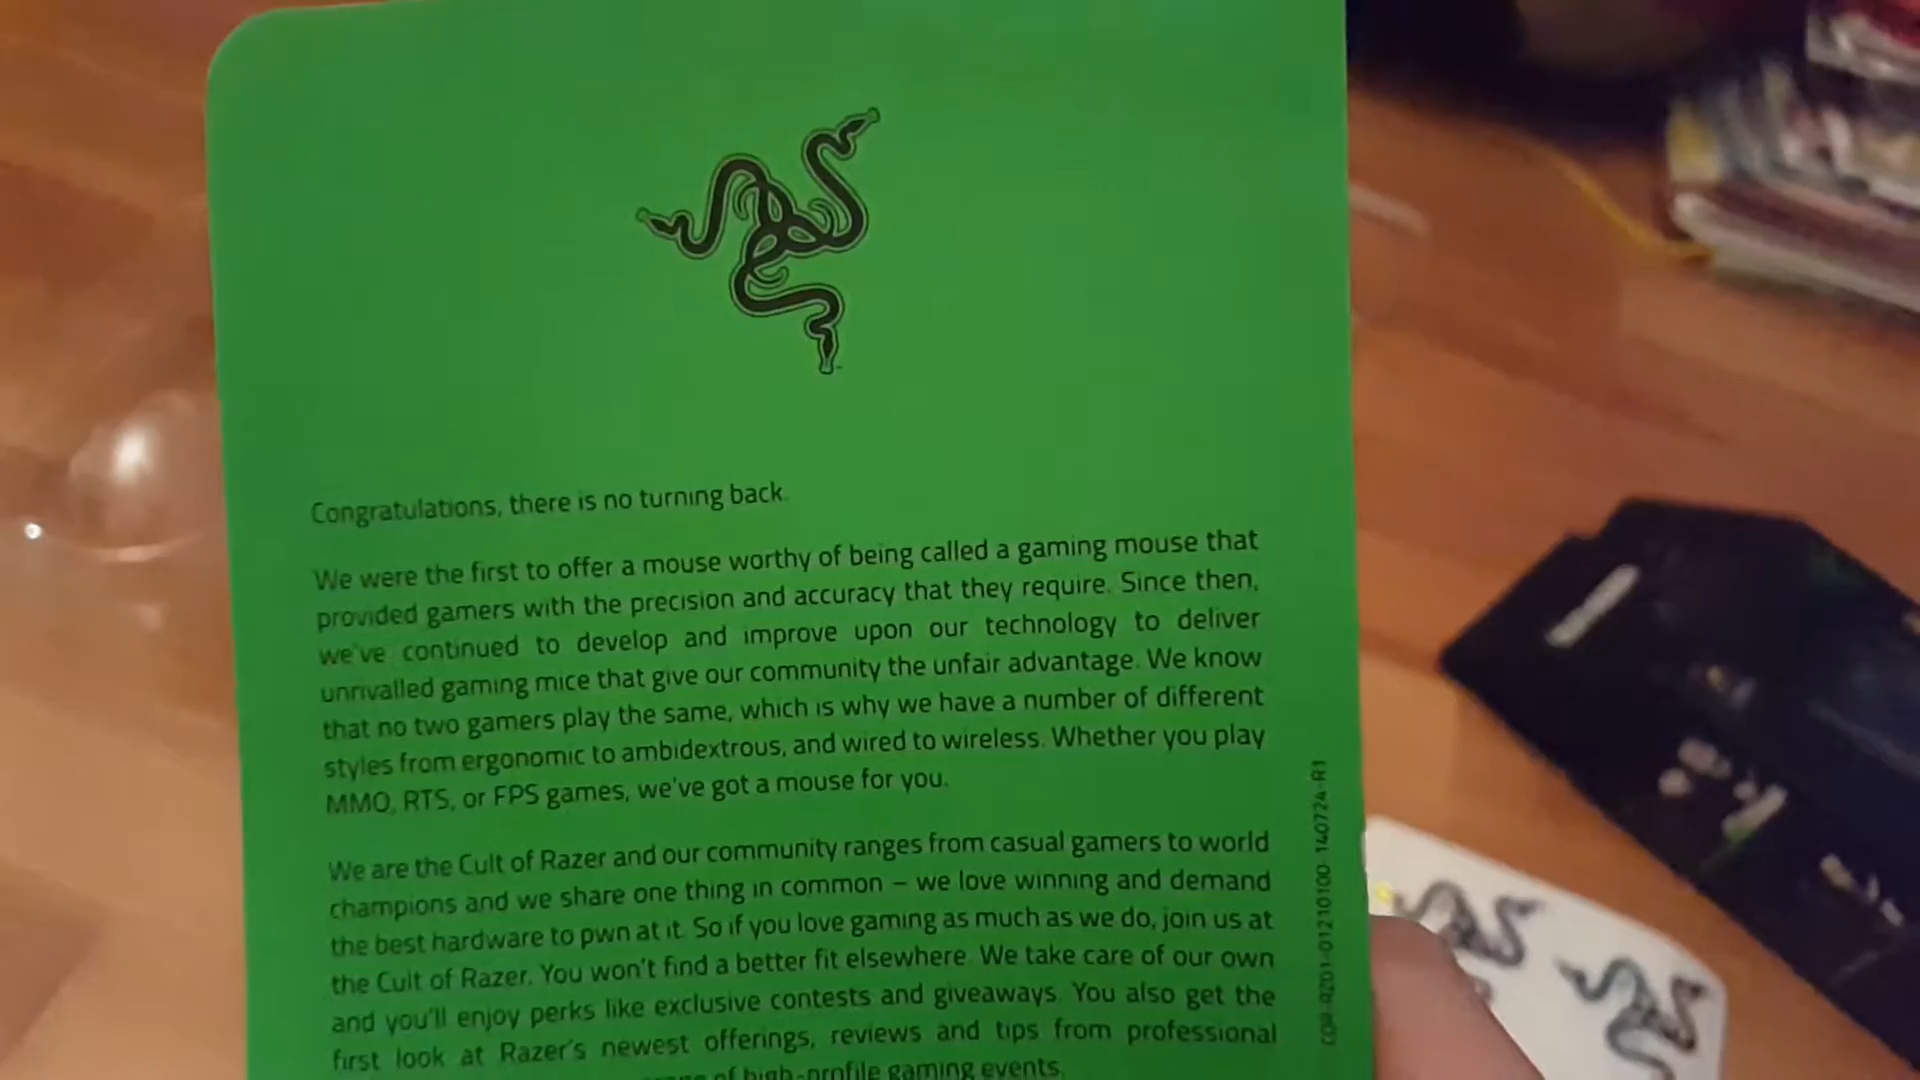 Congratulations, there is no turning back.
We were the first to offer a mouse worthy of being called a gaming mouse that
provided gamers with the precision and accuracy that they require. Since then,
we've continued to develop and improve upon our technology to deliver
unrivalled gaming mice that give our community the unfair advantage. We know
that no two gamers play the same, which is why we have a number of different
styles from ergonomic to ambidextrous, and wired to wireless. Whether you play
MMO, RTS, or FPS games, we've got a mouse for you.
We are the Cult of Razer and our community ranges from casual gamers to world
champions and we share one thing in common – we love winning and demand
the best hardware to pwn at it. So if you love gaming as much as we do, join us at
the Cult of Razer. You won't find a better fit elsewhere. We take care of our own
and you'll enjoy perks like exclusive contests and giveaways. You also get the
first look at Razer's newest offerings, reviews and tips from professional
of high-profile gaming events.
COR-RZ01-01210100-140724-R1